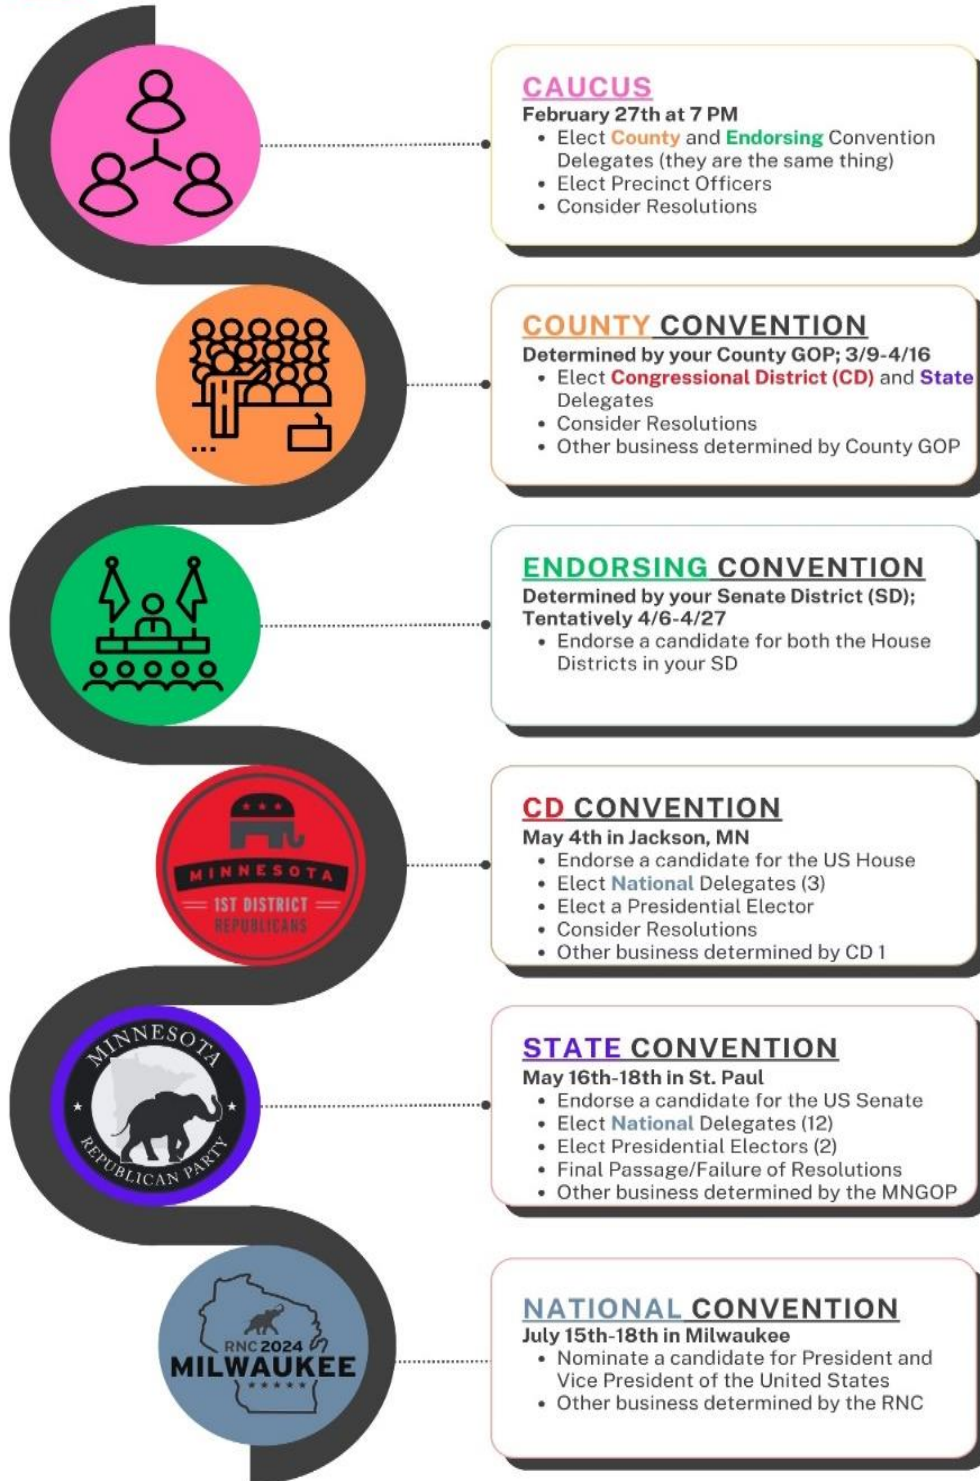 CAUCUS
February 27th at 7 PM
• Elect County and Endorsing Convention
Delegates (they are the same thing)
• Elect Precinct Officers
• Consider Resolutions
COUNTY CONVENTION
Determined by your County GOP; 3/9-4/16
• Elect Congressional District (CD) and State
Delegates
• Consider Resolutions
• Other business determined by County GOP
ENDORSING CONVENTION
Determined by your Senate District (SD);
Tentatively 4/6-4/27
• Endorse a candidate for both the House
Districts in your SD
MINNESOTA
1ST DISTRICT
REPUBLICANS
CD CONVENTION
May 4th in Jackson, MN
• Endorse a candidate for the US House
• Elect National Delegates (3)
• Elect a Presidential Elector
• Consider Resolutions
• Other business determined by CD 1
MINNESOTA
REPUBLICAN PARTY
STATE CONVENTION
May 16th-18th in St. Paul
• Endorse a candidate for the US Senate
• Elect National Delegates (12)
• Elect Presidential Electors (2)
• Final Passage/Failure of Resolutions
• Other business determined by the MNGOP
RNC 2024
MILWAUKEE
NATIONAL CONVENTION
July 15th-18th in Milwaukee
• Nominate a candidate for President and
Vice President of the United States
• Other business determined by the RNC